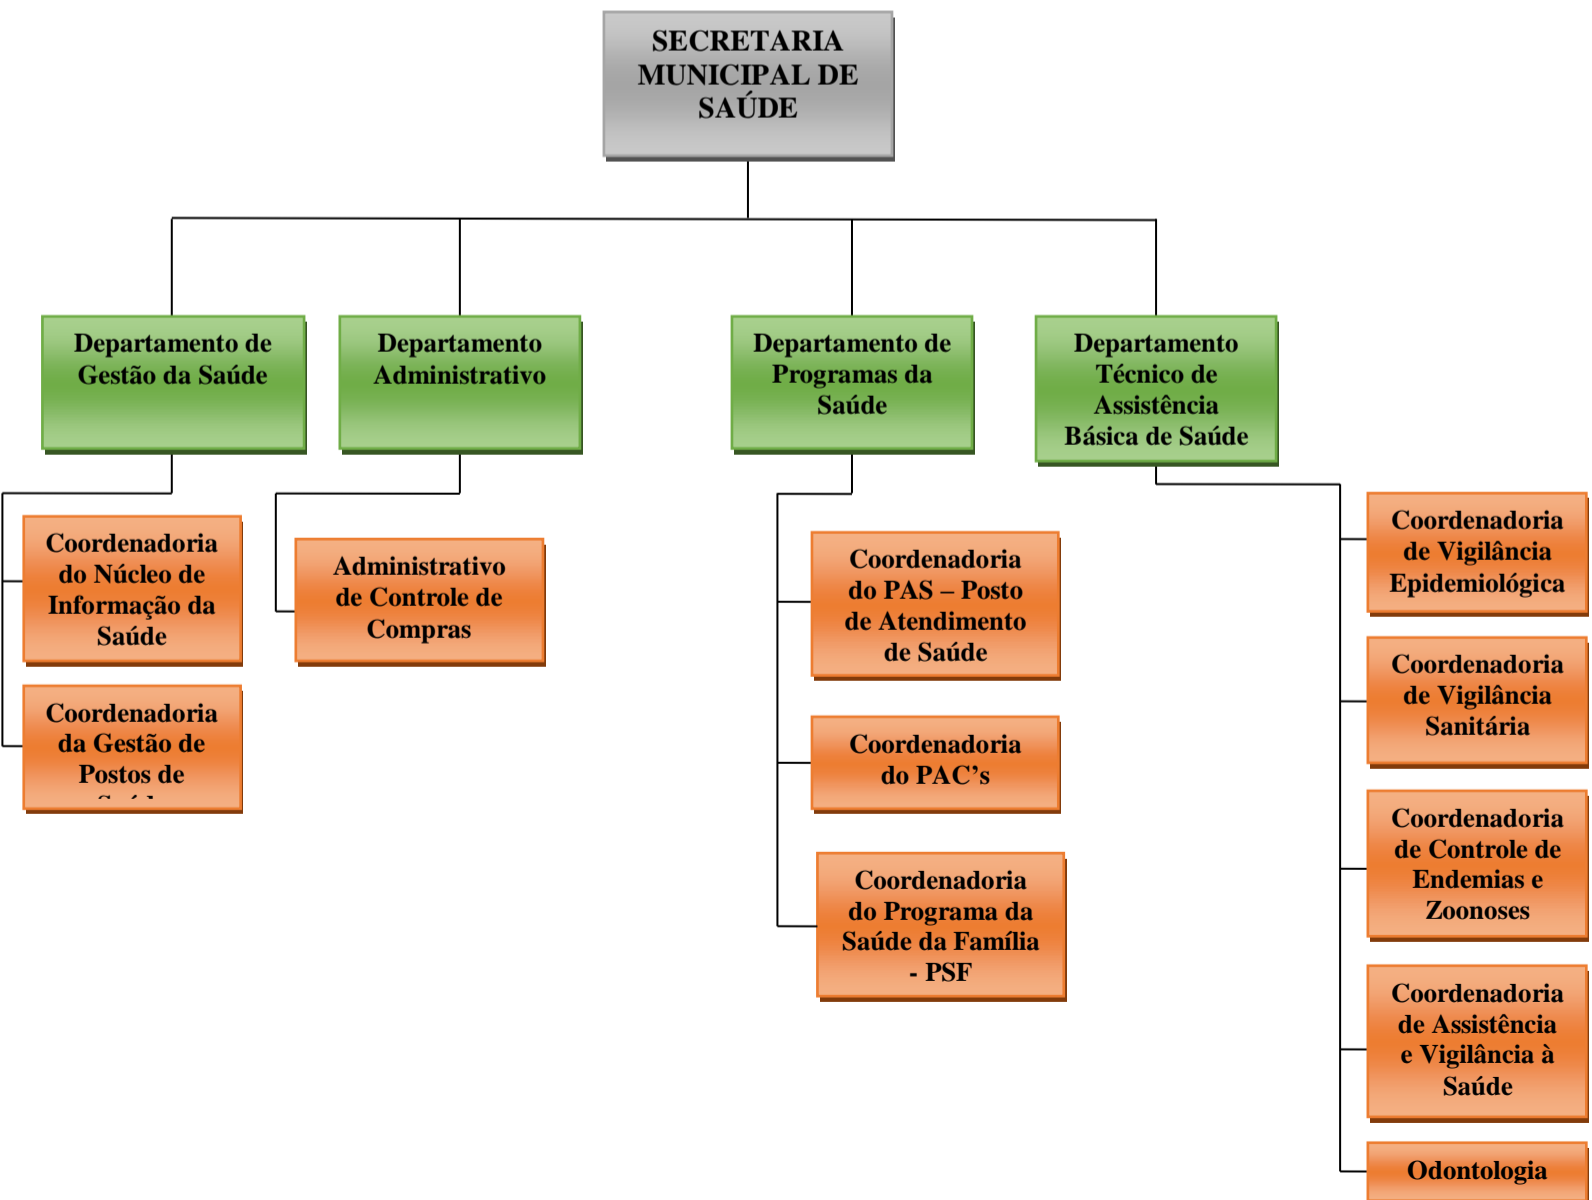 SECRETARIA
MUNICIPAL DE
SAÚDE
Departamento de
Gestão da Saúde
Departamento
Administrativo
Departamento de
Programas da
Saúde
Departamento
Técnico de
Assistência
Básica de Saúde
Coordenadoria
do Núcleo de
Informação da
Saúde
Coordenadoria
da Gestão de
Postos de
Administrativo
de Controle de
Compras
Coordenadoria
do PAS – Posto
de Atendimento
de Saúde
Coordenadoria
do PAC’s
Coordenadoria
do Programa da
Saúde da Família
- PSF
Coordenadoria
de Vigilância
Epidemiológica
Coordenadoria
de Vigilância
Sanitária
Coordenadoria
de Controle de
Endemias e
Zoonoses
Coordenadoria
de Assistência
e Vigilância à
Saúde
Odontologia